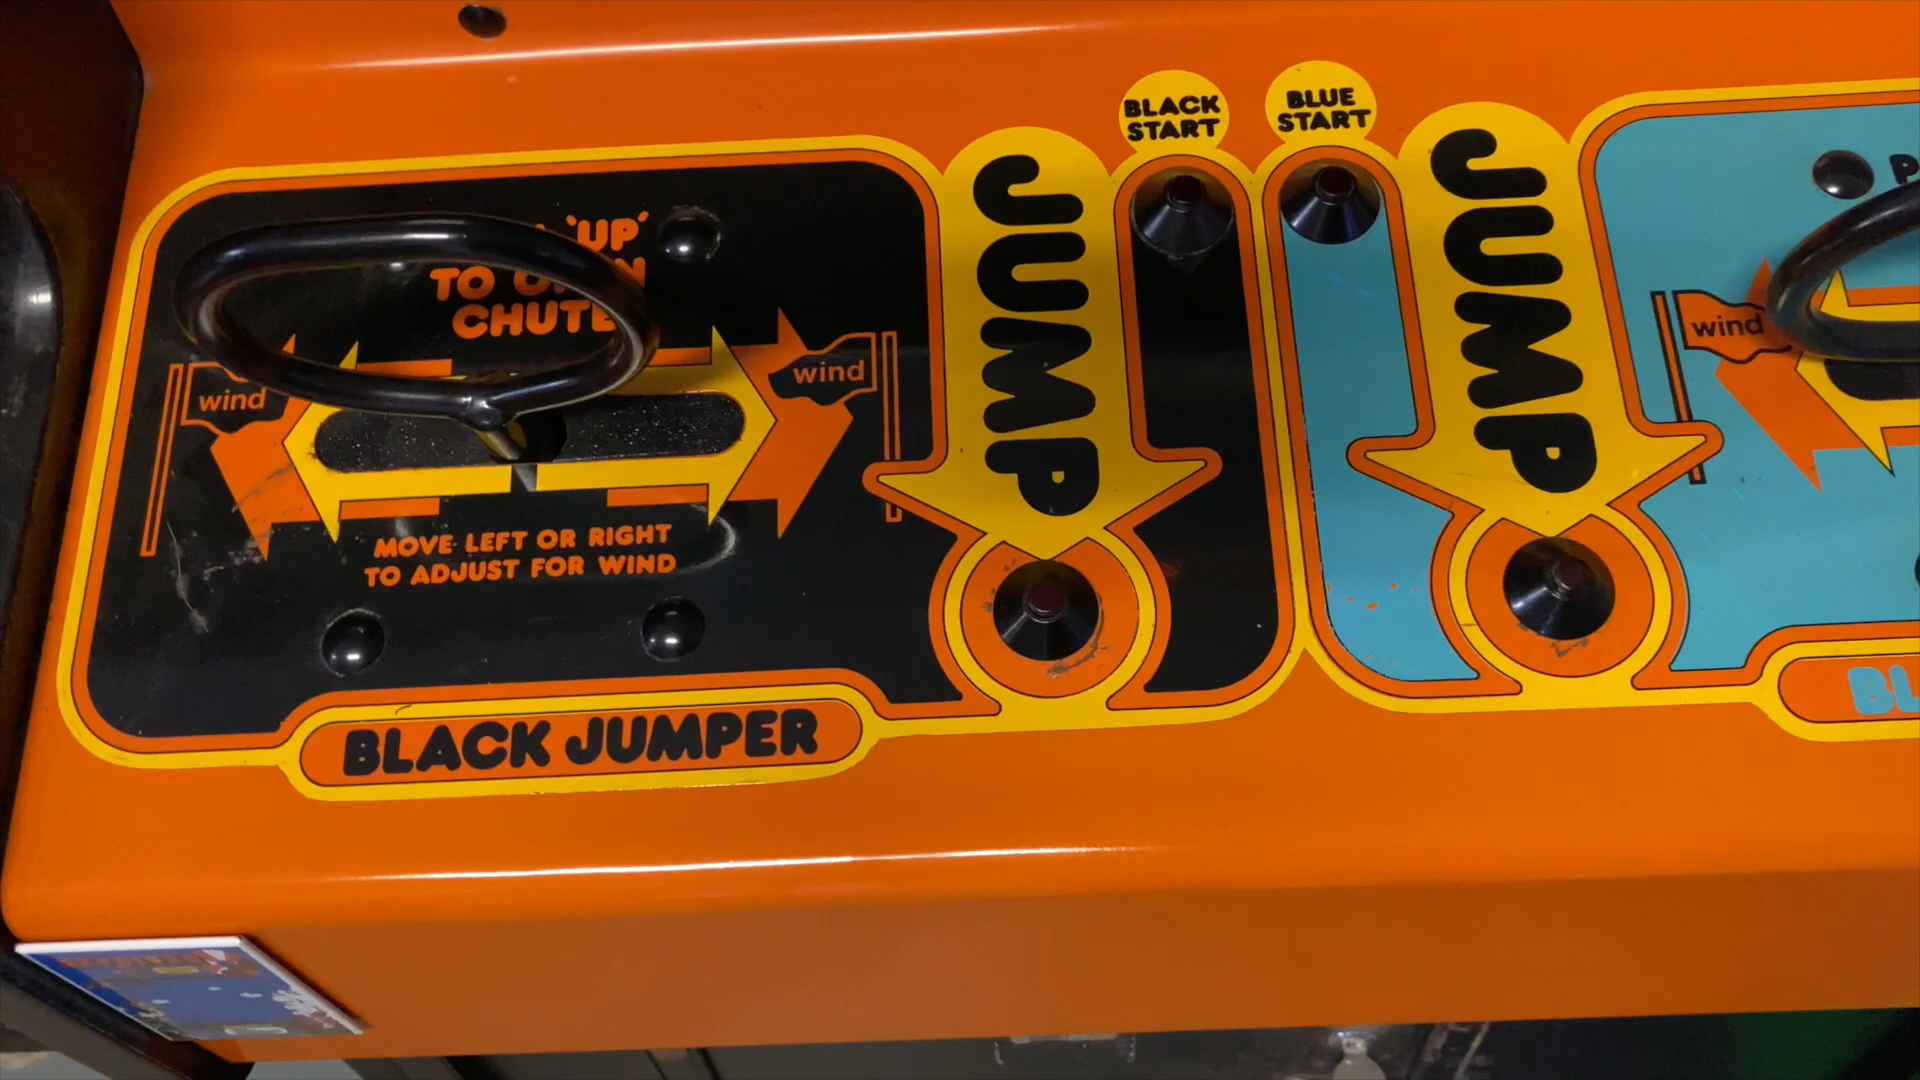 'UP'
TO
CHUTE
wind
wind
MOVE LEFT OR RIGHT
TO ADJUST FOR WIND
BLACK JUMPER
JUMP
BLACK
START
BLUE
START
JUMP
wind
P
BL